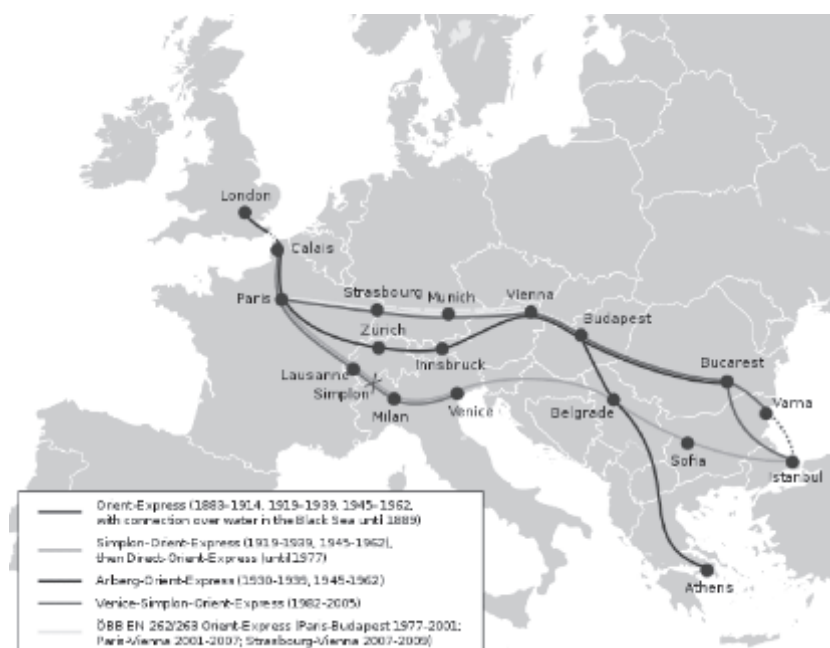 London
Calais
Paris
Strasbourg
Munich
Vienna
Budapest
Zürich
Innsbruck
Bucarest
Lausanne
Simplon
Milan
Venice
Belgrade
Varna
Sofia
Istanbul
Athens
Orient-Express (1883–1914, 1919–1939, 1945–1962,
with connection over water in the Black Sea until 1889)
Simplon-Orient-Express (1919-1939, 1945-1962),
then Direct-Orient-Express (until 1977)
Arlberg-Orient-Express (1930-1939, 1945-1962)
Venice-Simplon-Orient-Express (1982-2005)
ÖBB EN 262/263 Orient-Express (Paris-Budapest 1977-2001;
Paris-Vienna 2001-2007; Strasbourg-Vienna 2007-2009)